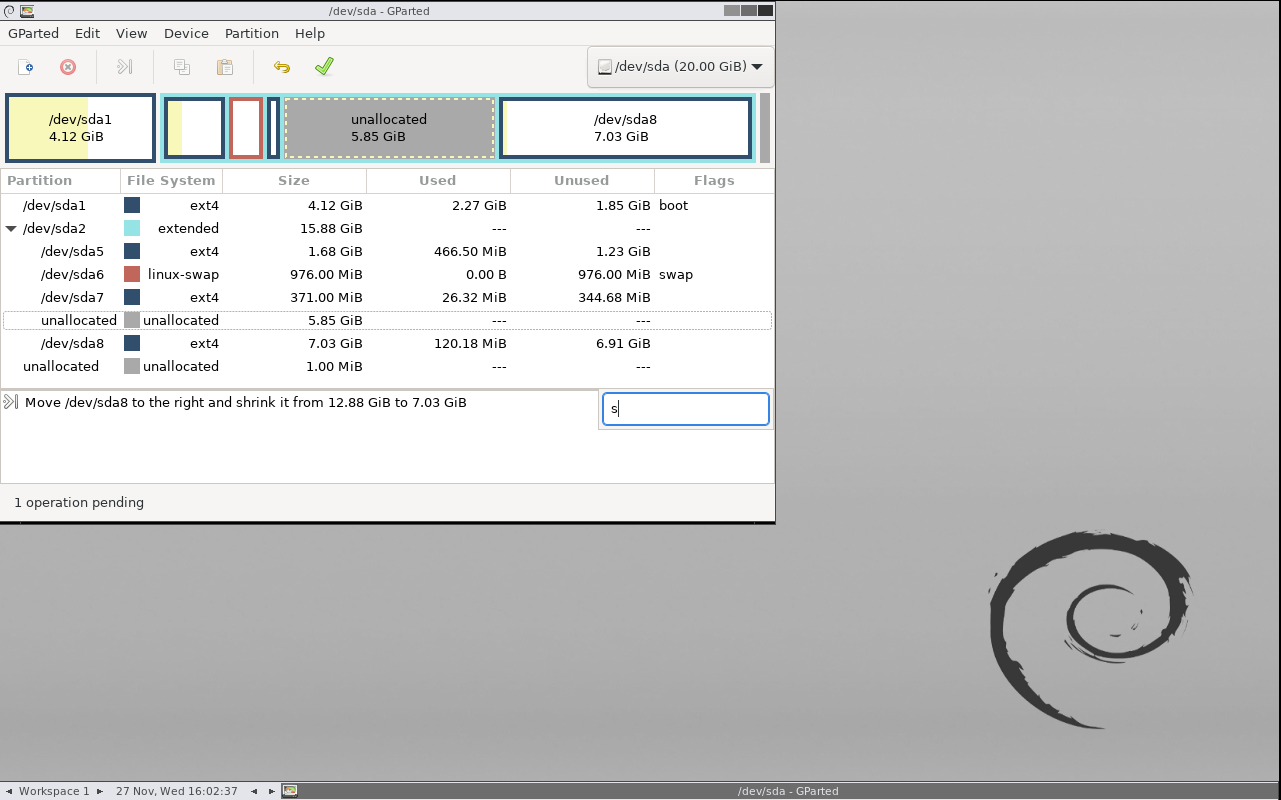 /dev/sda - GParted
GParted Edit View Device Partition Help
/dev/sda (20.00 GiB)
/dev/sda1
4.12 GiB
unallocated
5.85 GiB
/dev/sda8
7.03 GiB
Partition File System Size Used Unused Flags
/dev/sda1 ext4 4.12 GiB 2.27 GiB 1.85 GiB boot
/dev/sda2 extended 15.88 GiB --- ---
/dev/sda5 ext4 1.68 GiB 466.50 MiB 1.23 GiB
/dev/sda6 linux-swap 976.00 MiB 0.00 B 976.00 MiB swap
/dev/sda7 ext4 371.00 MiB 26.32 MiB 344.68 MiB
unallocated unallocated 5.85 GiB --- ---
/dev/sda8 ext4 7.03 GiB 120.18 MiB 6.91 GiB
unallocated unallocated 1.00 MiB --- ---
Move /dev/sda8 to the right and shrink it from 12.88 GiB to 7.03 GiB
s
1 operation pending
Workspace 1 27 Nov, Wed 16:02:37 /dev/sda - GParted